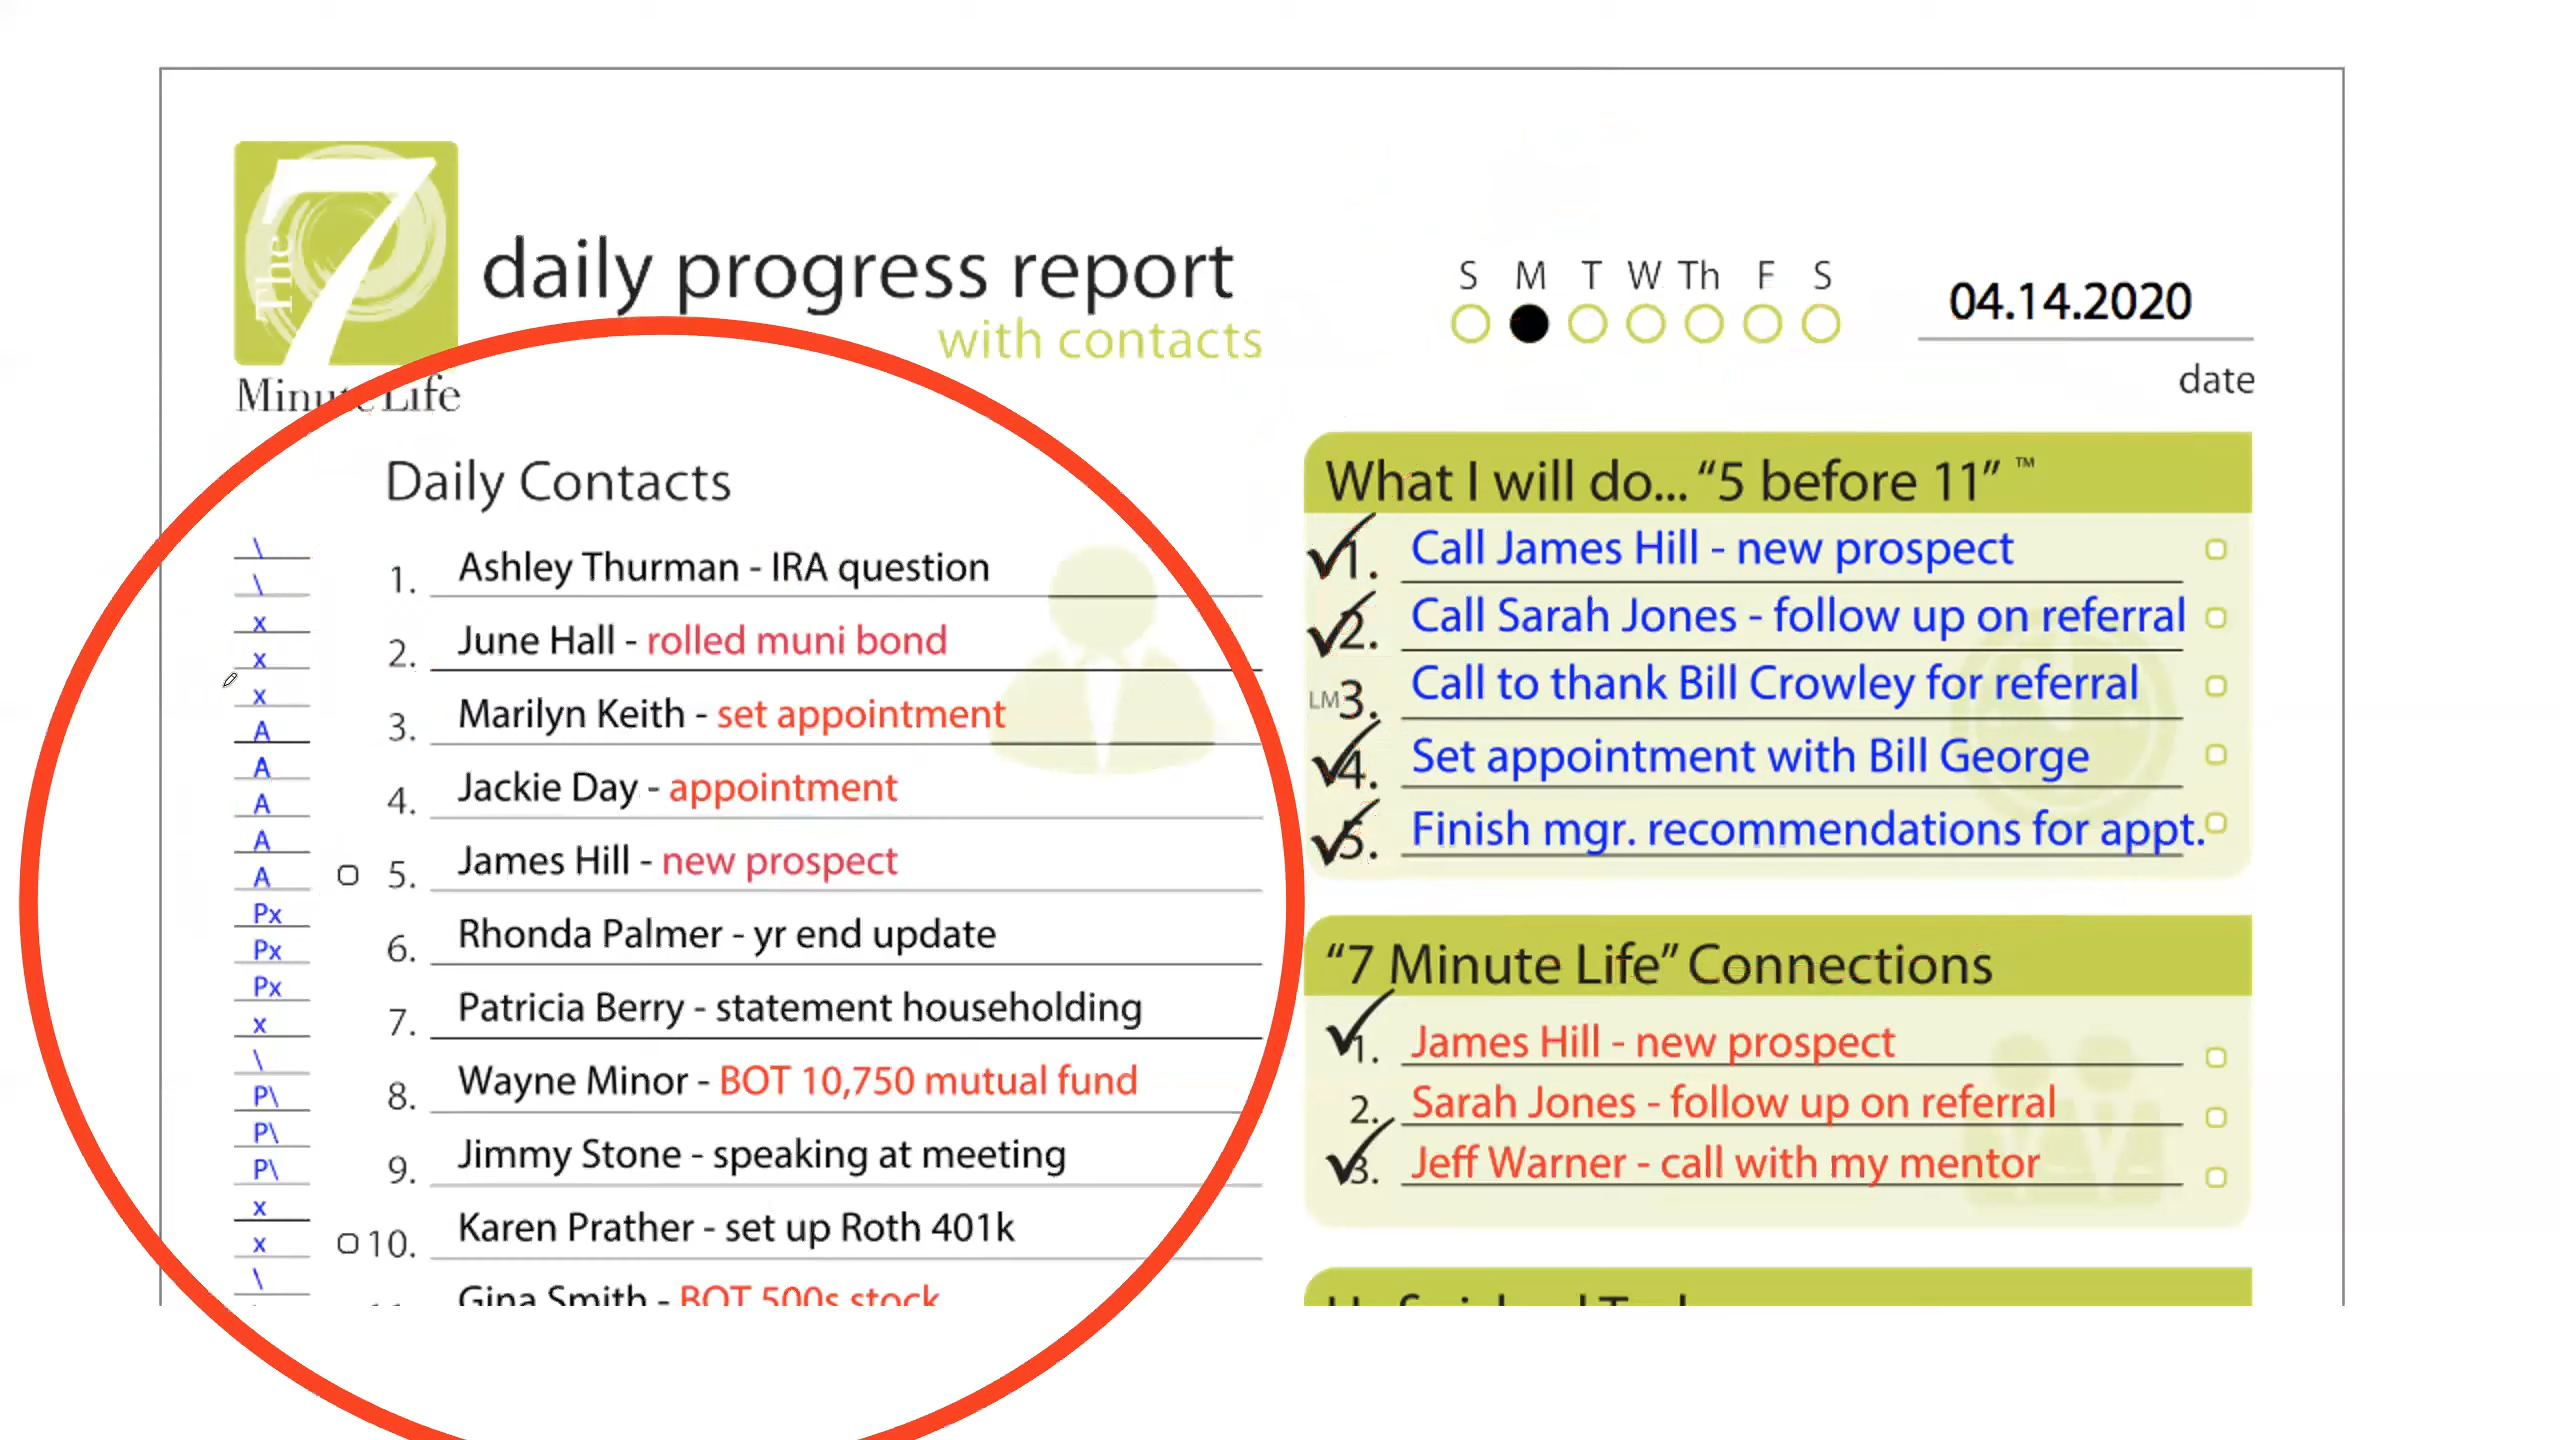 The 7
Minute Life
daily progress report
with contacts
S M T W Th F S
04.14.2020
date
Daily Contacts
\
\
x
x
x
A
A
A
A
A
Px
Px
Px
x
\
P\
P\
P\
x
x
\
1. Ashley Thurman - IRA question
2. June Hall - rolled muni bond
3. Marilyn Keith - set appointment
4. Jackie Day - appointment
5. James Hill - new prospect
6. Rhonda Palmer - yr end update
7. Patricia Berry - statement householding
8. Wayne Minor - BOT 10,750 mutual fund
9. Jimmy Stone - speaking at meeting
10. Karen Prather - set up Roth 401k
Gina Smith - BOT 500s stock
What I will do... “5 before 11” ™
1. Call James Hill - new prospect
2. Call Sarah Jones - follow up on referral
LM 3. Call to thank Bill Crowley for referral
4. Set appointment with Bill George
5. Finish mgr. recommendations for appt.
“7 Minute Life” Connections
1. James Hill - new prospect
2. Sarah Jones - follow up on referral
3. Jeff Warner - call with my mentor